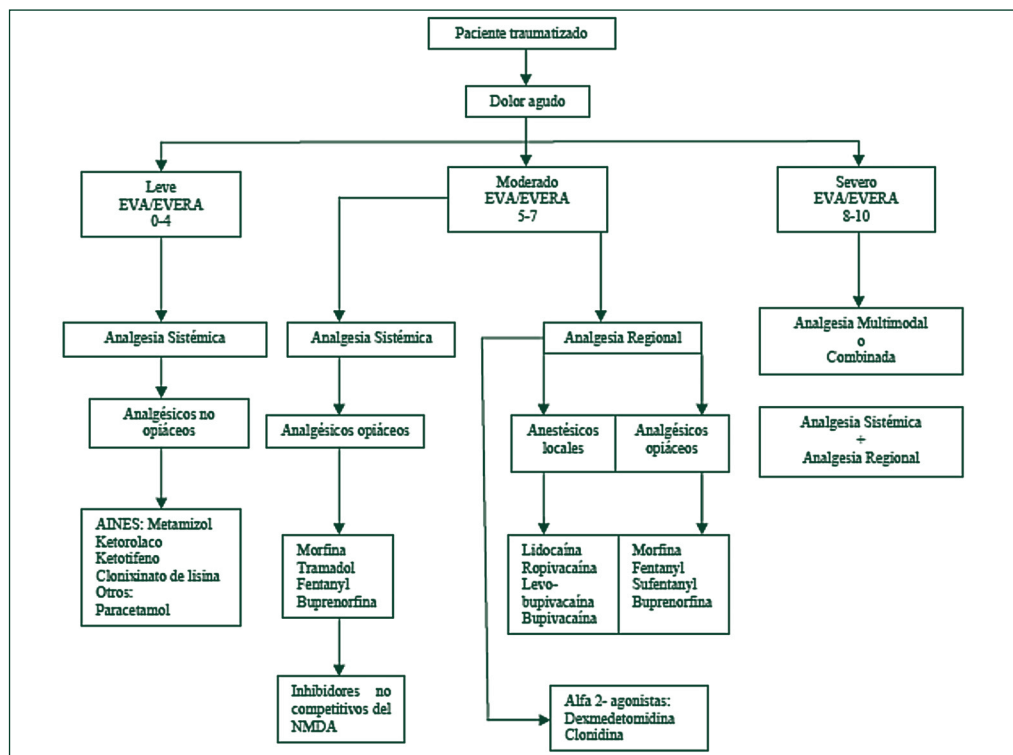 Paciente traumatizado
Dolor agudo
Leve
EVA/EVERA
0-4
Moderado
EVA/EVERA
5-7
Severo
EVA/EVERA
8-10
Analgesia Sistémica
Analgesia Sistémica
Analgesia Regional
Analgesia Multimodal
o
Combinada
Analgésicos no
opiáceos
Analgésicos opiáceos
Anestésicos
locales
Analgésicos
opiáceos
Analgesia Sistémica
+
Analgesia Regional
AINES: Metamizol
Ketorolaco
Ketotifeno
Clonixinato de lisina
Otros:
Paracetamol
Morfina
Tramadol
Fentanyl
Buprenorfina
Lidocaína
Ropivacaína
Levo-
bupivacaína
Bupivacaína
Morfina
Fentanyl
Sufentanyl
Buprenorfina
Inhibidores no
competitivos del
NMDA
Alfa 2- agonistas:
Dexmedetomidina
Clonidina